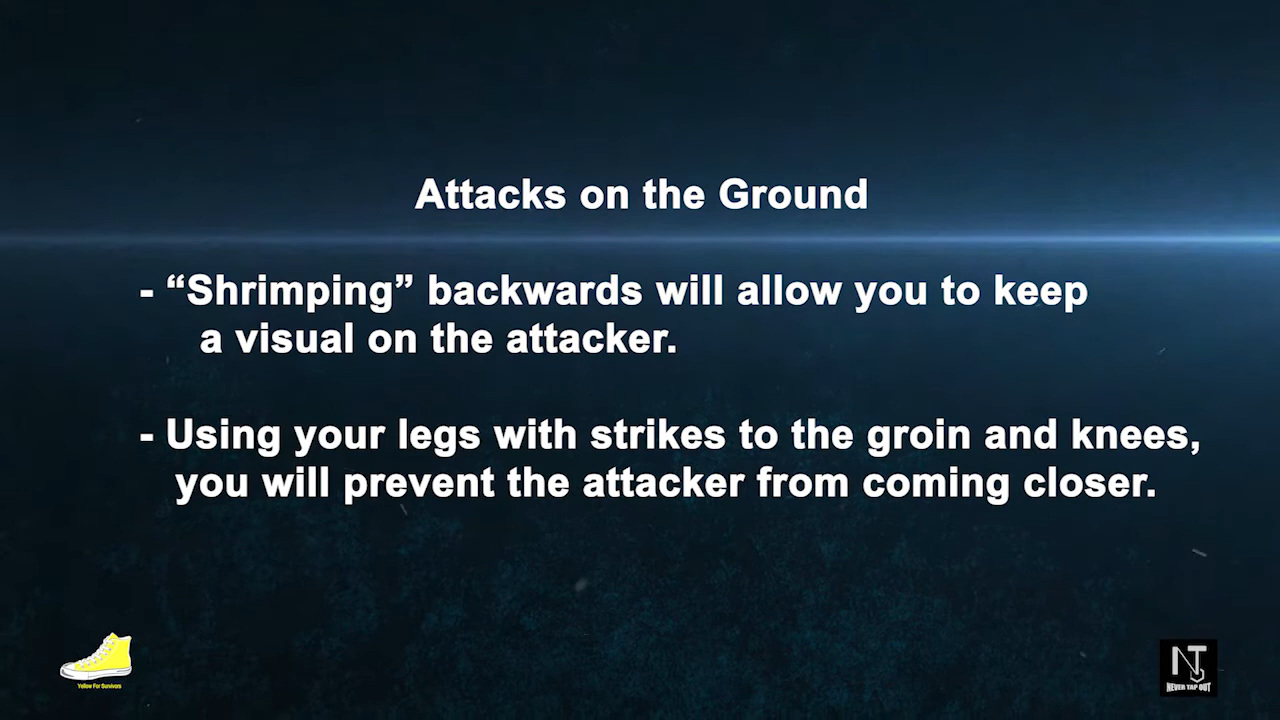 Attacks on the Ground
- “Shrimping” backwards will allow you to keep
a visual on the attacker.
- Using your legs with strikes to the groin and knees,
you will prevent the attacker from coming closer.
Yellow For Survivors
NT
NEVER TAP OUT